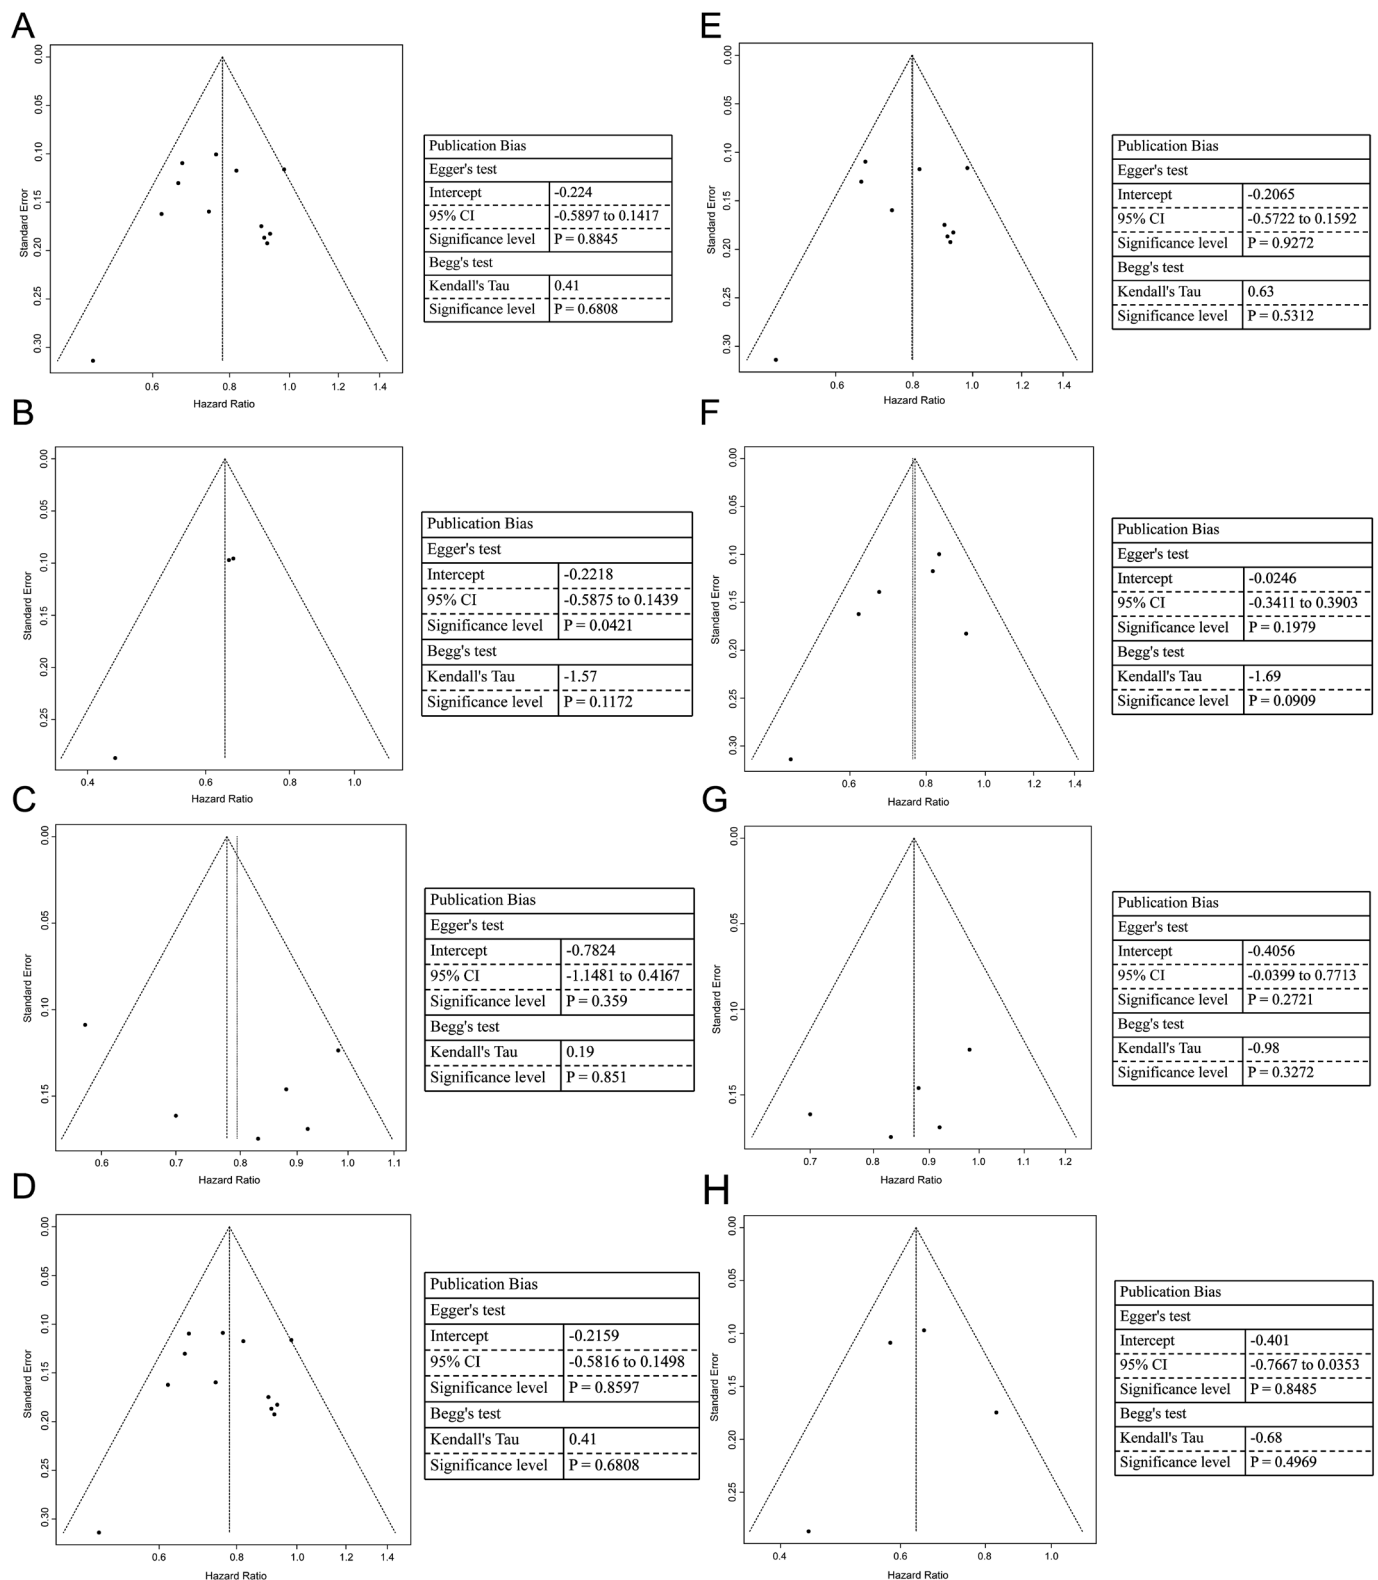 A
0.00
0.05
0.10
0.15
0.20
0.25
0.30
Standard Error
0.6 0.8 1.0 1.2 1.4
Hazard Ratio
Publication Bias
Egger's test
Intercept -0.224
95% CI -0.5897 to 0.1417
Significance level P = 0.8845
Begg's test
Kendall's Tau 0.41
Significance level P = 0.6808
E
0.00
0.05
0.10
0.15
0.20
0.25
0.30
Standard Error
0.6 0.8 1.0 1.2 1.4
Hazard Ratio
Publication Bias
Egger's test
Intercept -0.2065
95% CI -0.5722 to 0.1592
Significance level P = 0.9272
Begg's test
Kendall's Tau 0.63
Significance level P = 0.5312
B
0.00
0.05
0.10
0.15
0.20
0.25
Standard Error
0.4 0.6 0.8 1.0
Hazard Ratio
Publication Bias
Egger's test
Intercept -0.2218
95% CI -0.5875 to 0.1439
Significance level P = 0.0421
Begg's test
Kendall's Tau -1.57
Significance level P = 0.1172
F
0.00
0.05
0.10
0.15
0.20
0.25
0.30
Standard Error
0.6 0.8 1.0 1.2 1.4
Hazard Ratio
Publication Bias
Egger's test
Intercept -0.0246
95% CI -0.3411 to 0.3903
Significance level P = 0.1979
Begg's test
Kendall's Tau -1.69
Significance level P = 0.0909
C
0.00
0.05
0.10
0.15
Standard Error
0.6 0.7 0.8 0.9 1.0 1.1
Hazard Ratio
Publication Bias
Egger's test
Intercept -0.7824
95% CI -1.1481 to 0.4167
Significance level P = 0.359
Begg's test
Kendall's Tau 0.19
Significance level P = 0.851
G
0.00
0.05
0.10
0.15
Standard Error
0.7 0.8 0.9 1.0 1.1 1.2
Hazard Ratio
Publication Bias
Egger's test
Intercept -0.4056
95% CI -0.0399 to 0.7713
Significance level P = 0.2721
Begg's test
Kendall's Tau -0.98
Significance level P = 0.3272
D
0.00
0.05
0.10
0.15
0.20
0.25
0.30
Standard Error
0.6 0.8 1.0 1.2 1.4
Hazard Ratio
Publication Bias
Egger's test
Intercept -0.2159
95% CI -0.5816 to 0.1498
Significance level P = 0.8597
Begg's test
Kendall's Tau 0.41
Significance level P = 0.6808
H
0.00
0.05
0.10
0.15
0.20
0.25
Standard Error
0.4 0.6 0.8 1.0
Hazard Ratio
Publication Bias
Egger's test
Intercept -0.401
95% CI -0.7667 to 0.0353
Significance level P = 0.8485
Begg's test
Kendall's Tau -0.68
Significance level P = 0.4969